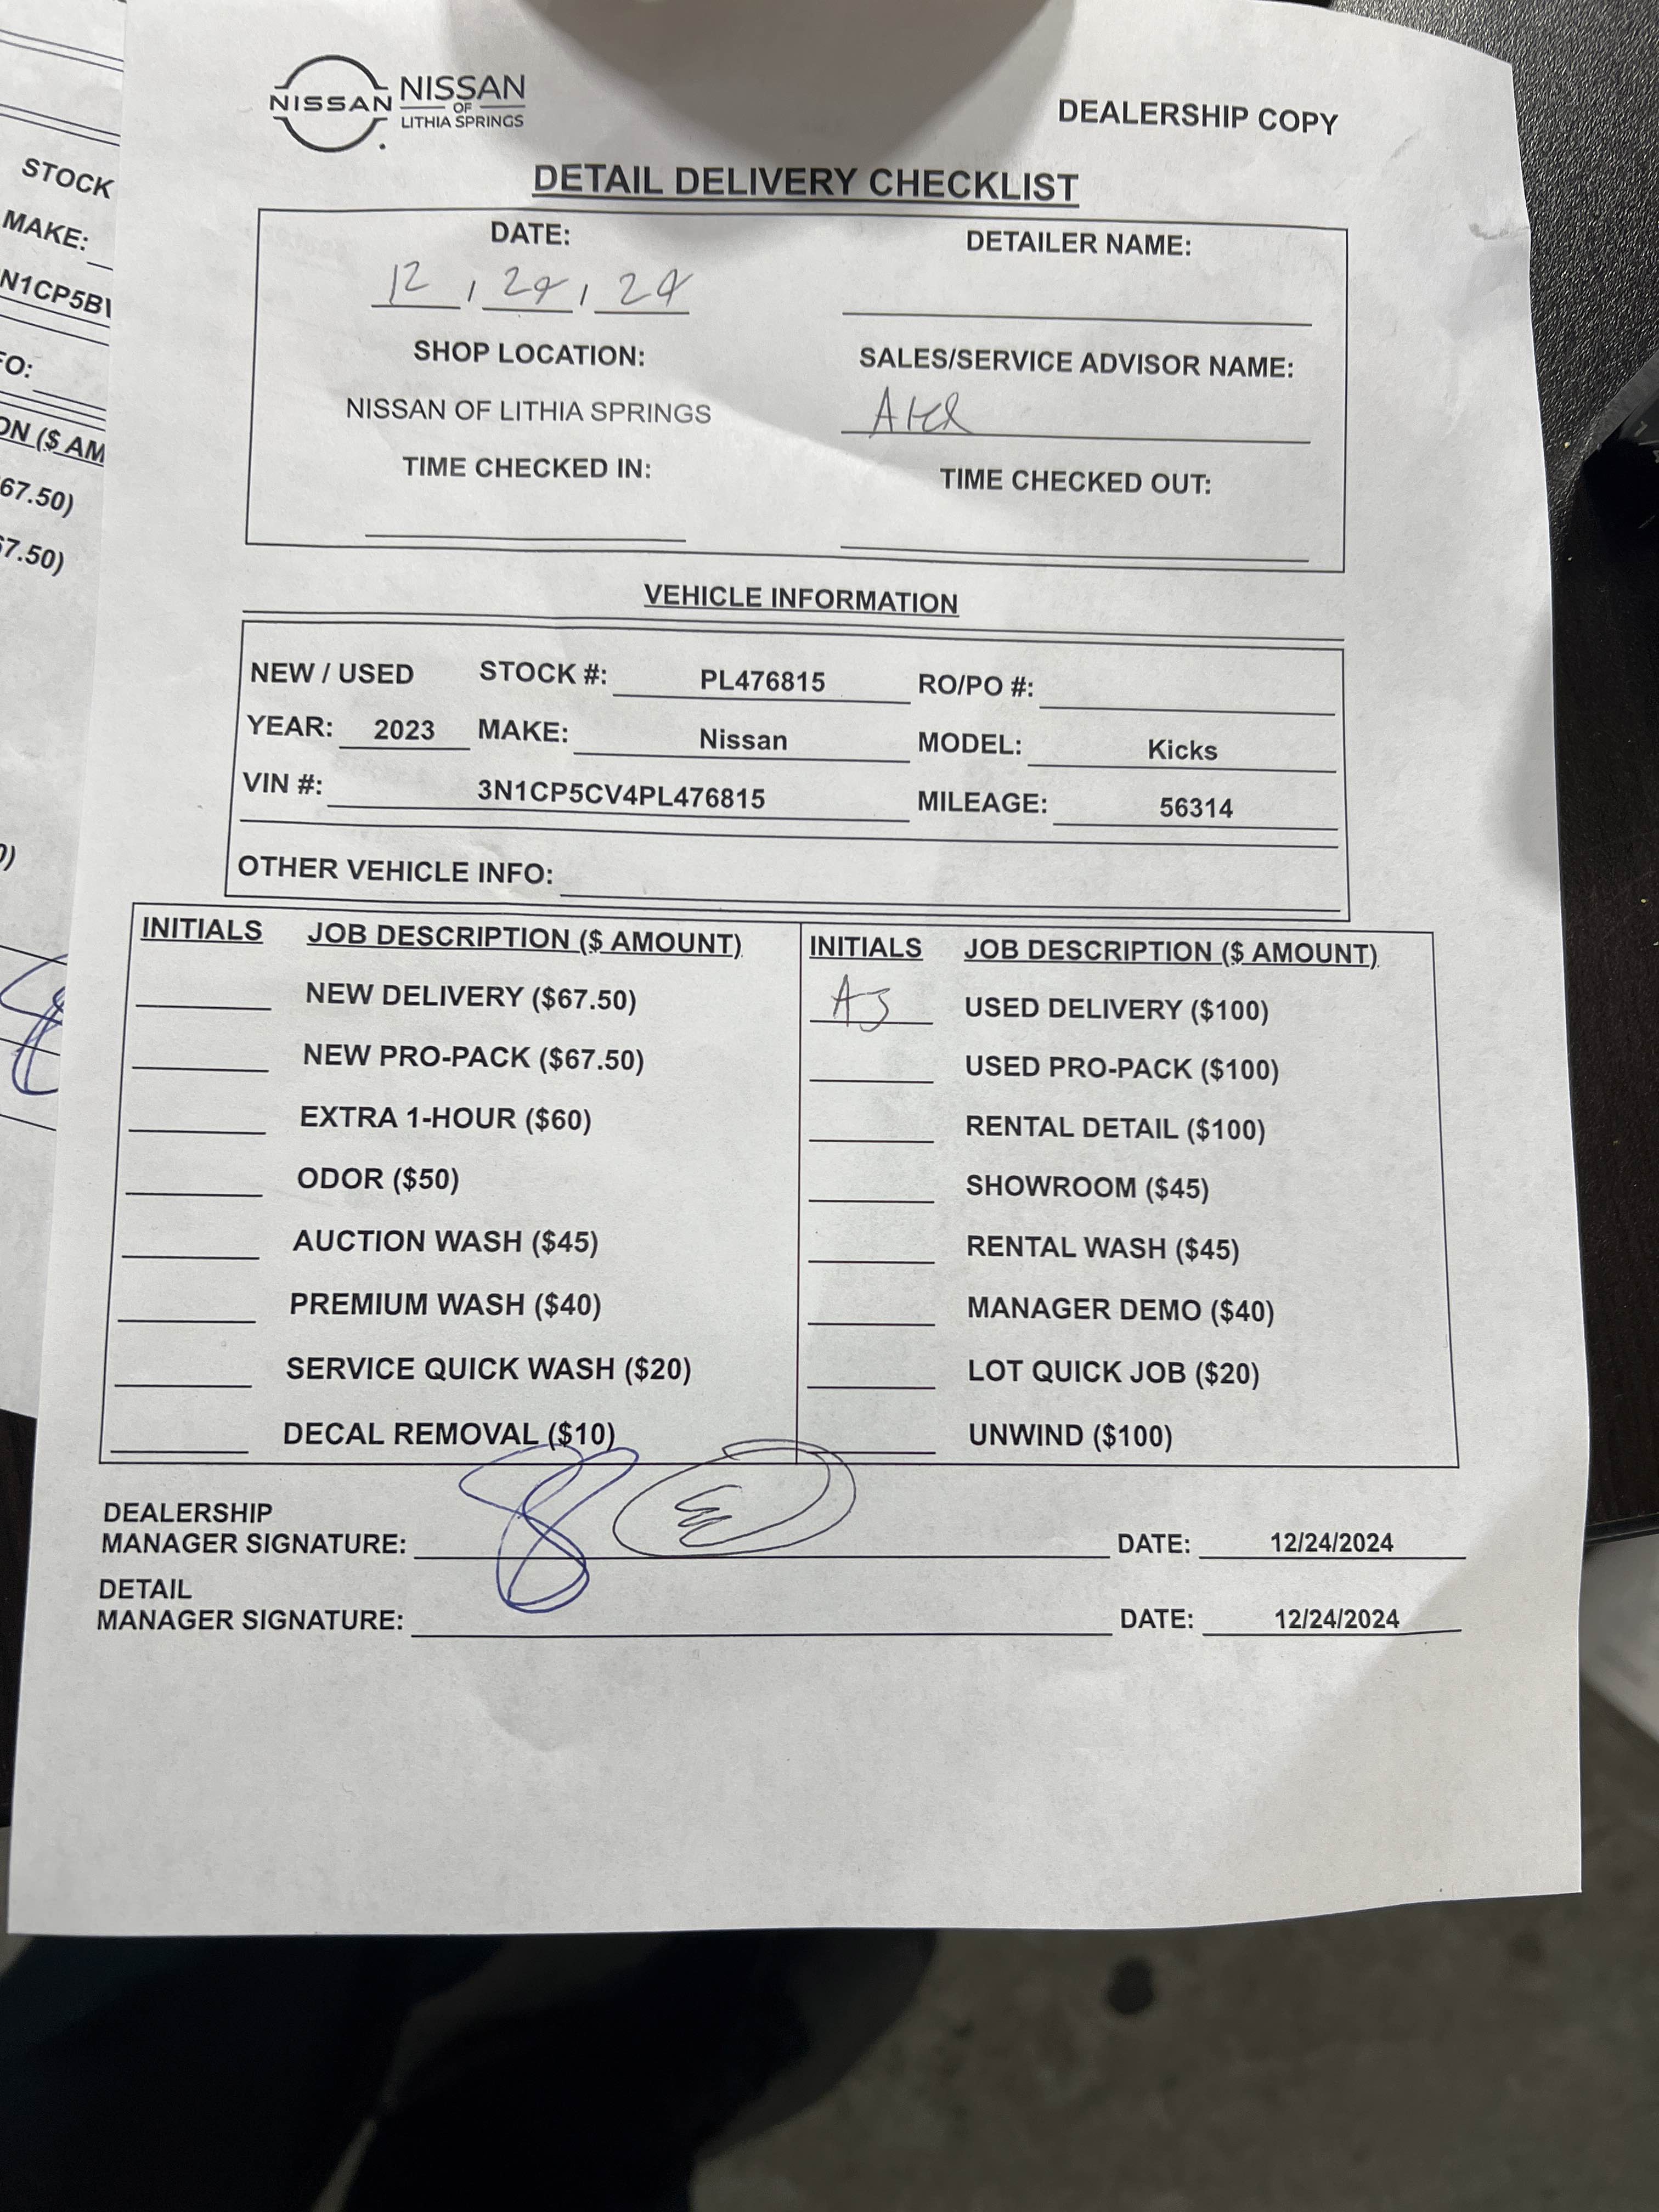 NISSAN NISSAN
OF
LITHIA SPRINGS
DEALERSHIP COPY
DETAIL DELIVERY CHECKLIST
DATE: DETAILER NAME:
12 / 24 / 24
SHOP LOCATION: SALES/SERVICE ADVISOR NAME:
NISSAN OF LITHIA SPRINGS
TIME CHECKED IN: TIME CHECKED OUT:
VEHICLE INFORMATION
NEW / USED STOCK #: PL476815 RO/PO #:
YEAR: 2023 MAKE: Nissan MODEL: Kicks
VIN #: 3N1CP5CV4PL476815 MILEAGE: 56314
OTHER VEHICLE INFO:
INITIALS JOB DESCRIPTION ($ AMOUNT) INITIALS JOB DESCRIPTION ($ AMOUNT)
NEW DELIVERY ($67.50) AJ USED DELIVERY ($100)
NEW PRO-PACK ($67.50) USED PRO-PACK ($100)
EXTRA 1-HOUR ($60) RENTAL DETAIL ($100)
ODOR ($50) SHOWROOM ($45)
AUCTION WASH ($45) RENTAL WASH ($45)
PREMIUM WASH ($40) MANAGER DEMO ($40)
SERVICE QUICK WASH ($20) LOT QUICK JOB ($20)
DECAL REMOVAL ($10) UNWIND ($100)
DEALERSHIP
MANAGER SIGNATURE: DATE: 12/24/2024
DETAIL
MANAGER SIGNATURE: DATE: 12/24/2024
STOCK
MAKE:
N1CP5B
FO:
ON ($ AM
67.50)
67.50)
0)